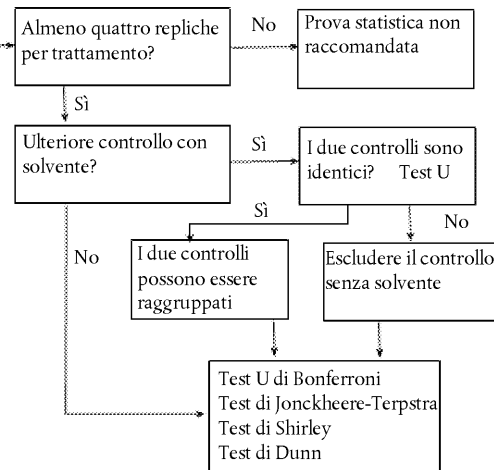 Almeno quattro repliche
per trattamento?
No
Prova statistica non
raccomandata
Sì
Ulteriore controllo con
solvente?
Sì
I due controlli sono
identici? Test U
Sì
No
No
I due controlli
possono essere
raggruppati
Escludere il controllo
senza solvente
Test U di Bonferroni
Test di Jonckheere-Terpstra
Test di Shirley
Test di Dunn